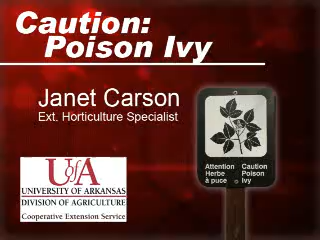 Caution:
Poison Ivy
Janet Carson
Ext. Horticulture Specialist
Attention
Herbe
à puce
Caution
Poison
Ivy
UofA
UNIVERSITY OF ARKANSAS
DIVISION OF AGRICULTURE
Cooperative Extension Service